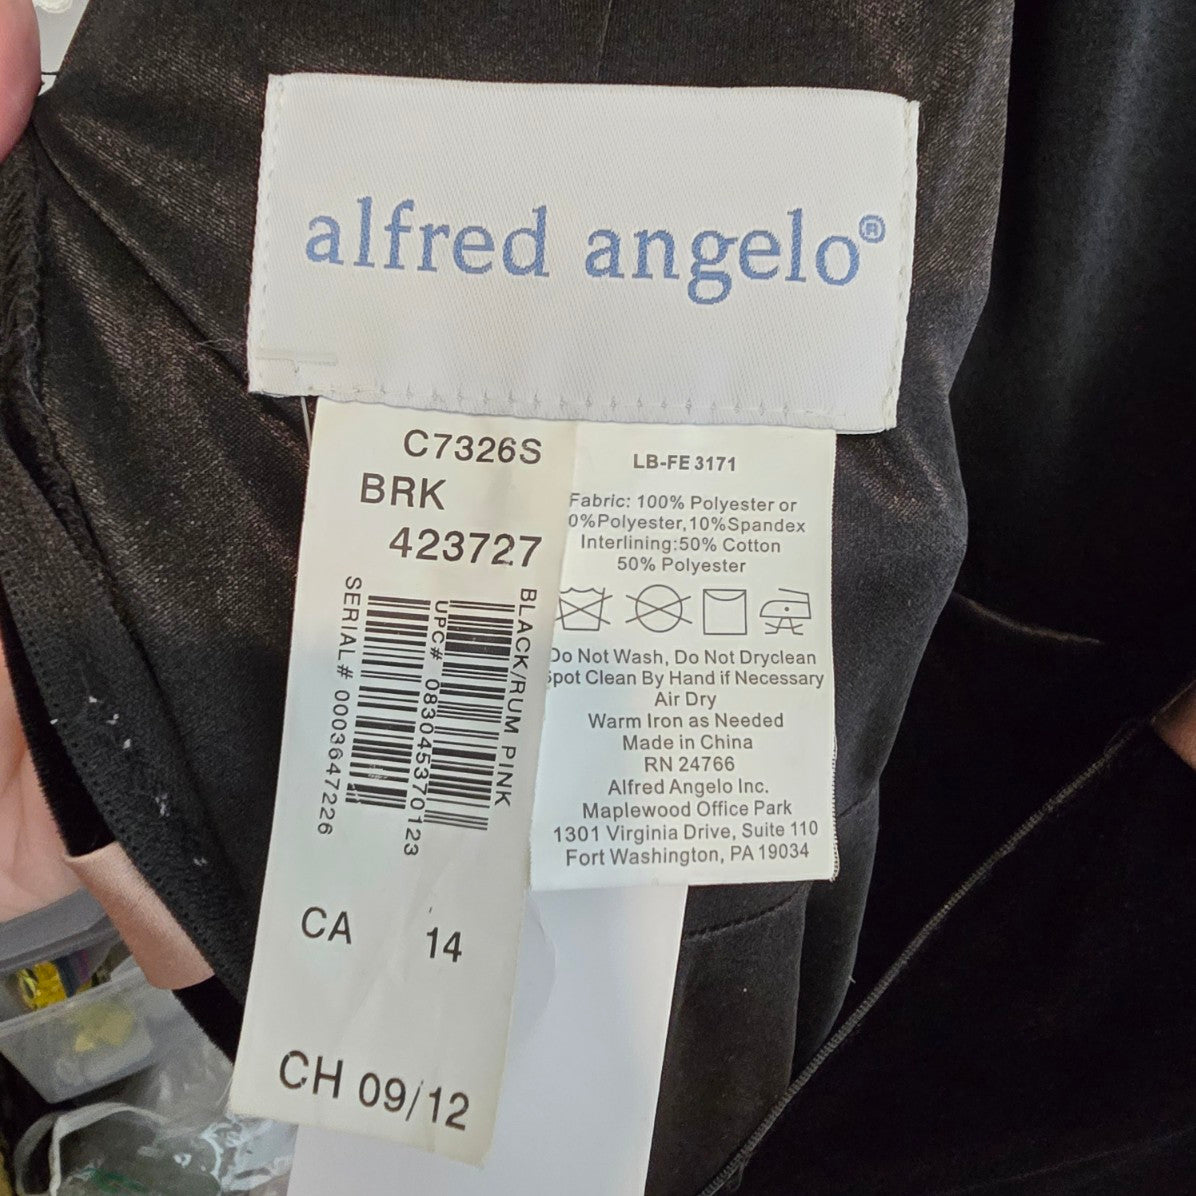 alfred angelo®
C7326S
BRK
423727
BLACK/RUM PINK
UPC# 083045370123
SERIAL # 0003647226
CA 14
CH 09/12
LB-FE 3171
Fabric: 100% Polyester or
0%Polyester,10%Spandex
Interlining:50% Cotton
50% Polyester
Do Not Wash, Do Not Dryclean
Spot Clean By Hand if Necessary
Air Dry
Warm Iron as Needed
Made in China
RN 24766
Alfred Angelo Inc.
Maplewood Office Park
1301 Virginia Drive, Suite 110
Fort Washington, PA 19034